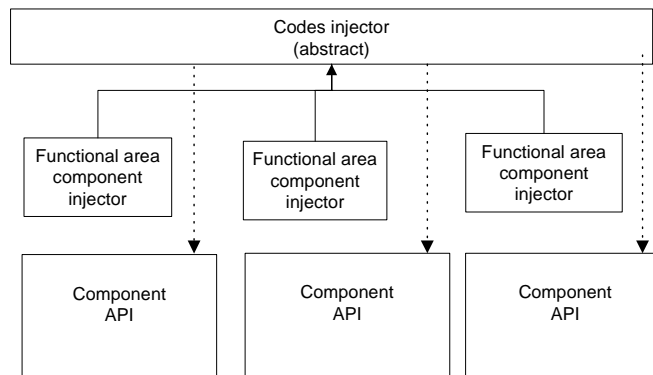 Codes injector
(abstract)
Functional area
component
injector
Functional area
component
injector
Functional area
component
injector
Component
API
Component
API
Component
API